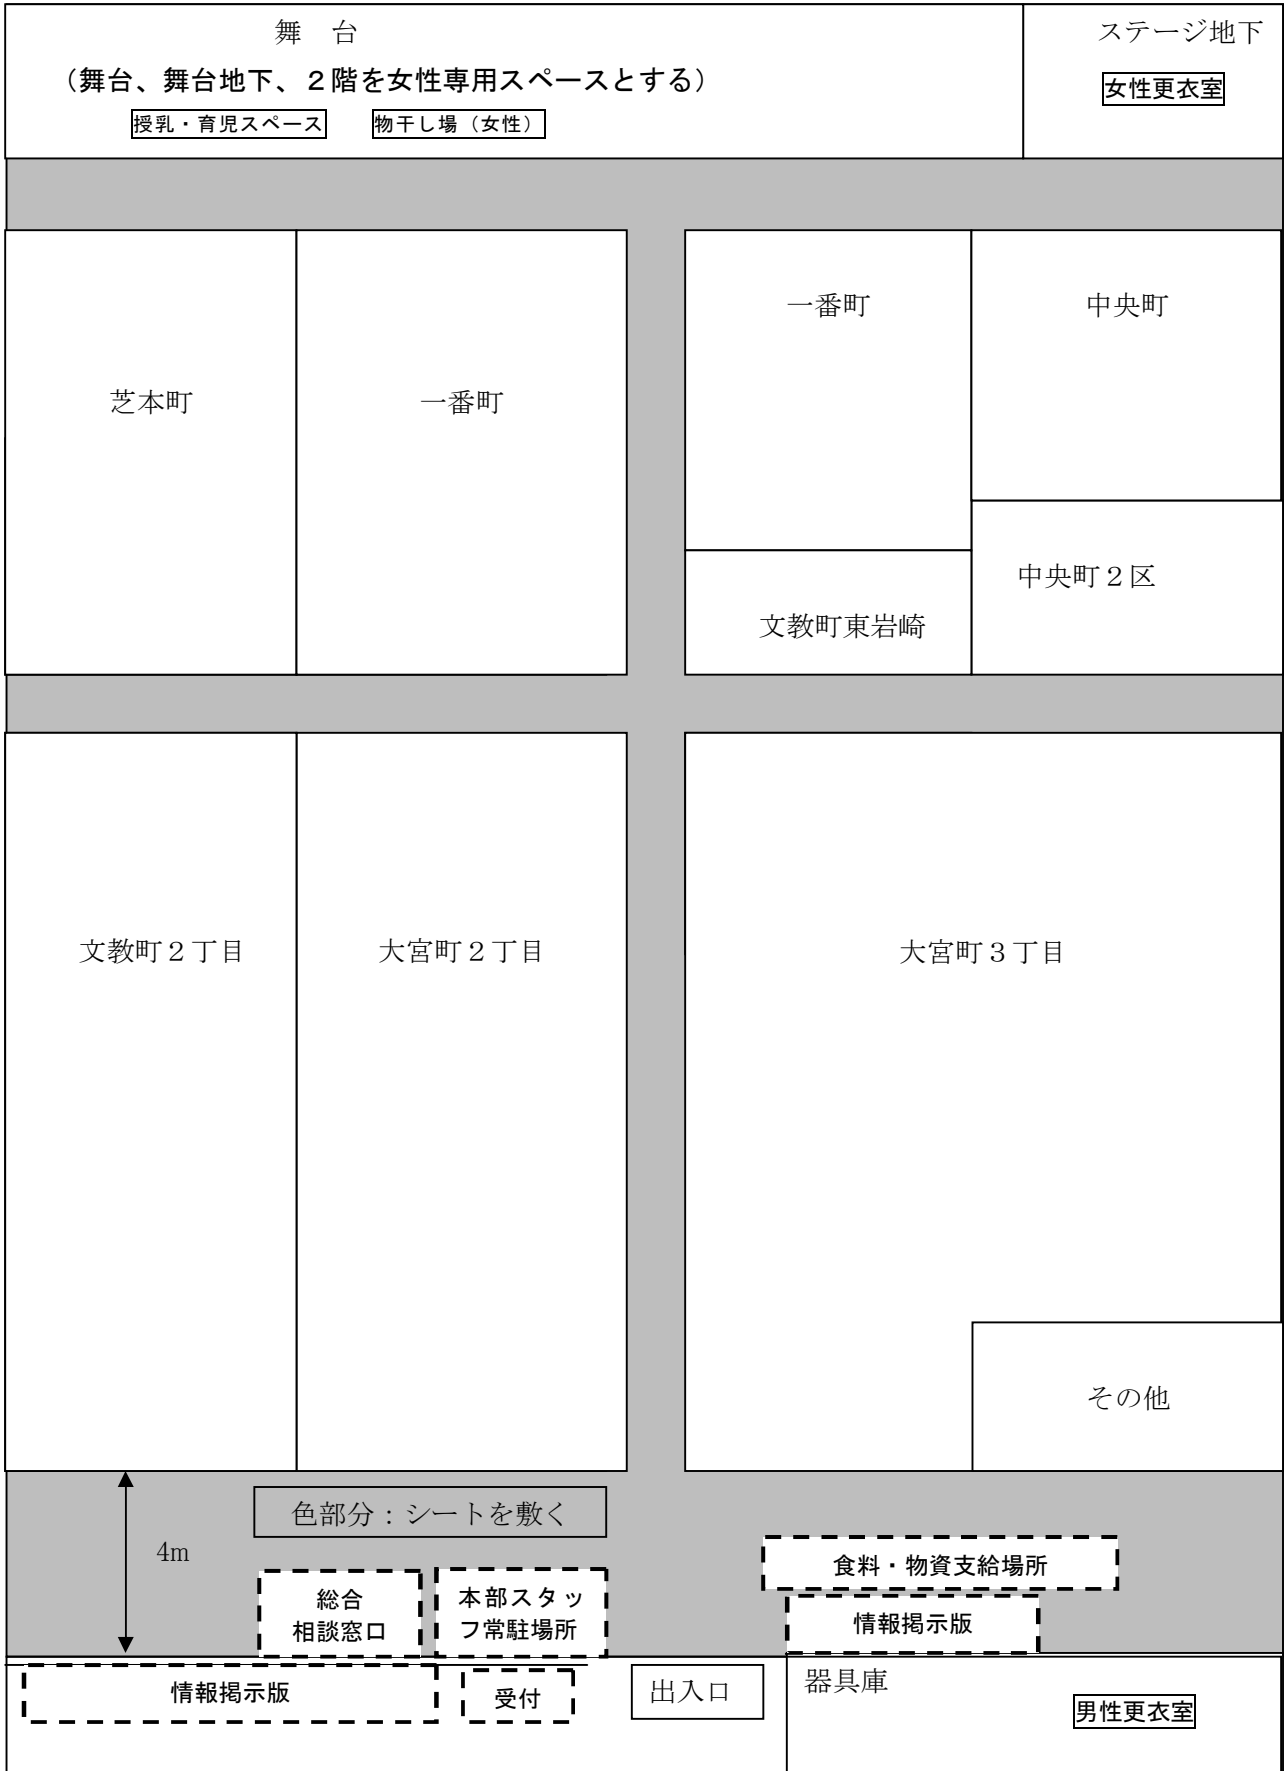 舞　台
ステージ地下
（舞台、舞台地下、２階を女性専用スペースとする）
女性更衣室
授乳・育児スペース
物干し場（女性）
一番町
中央町
芝本町
一番町
中央町２区
文教町東岩崎
文教町２丁目
大宮町２丁目
大宮町３丁目
その他
色部分：シートを敷く
4m
食料・物資支給場所
総合
相談窓口
本部スタッ
フ常駐場所
情報掲示版
情報掲示版
受付
出入口
器具庫
男性更衣室